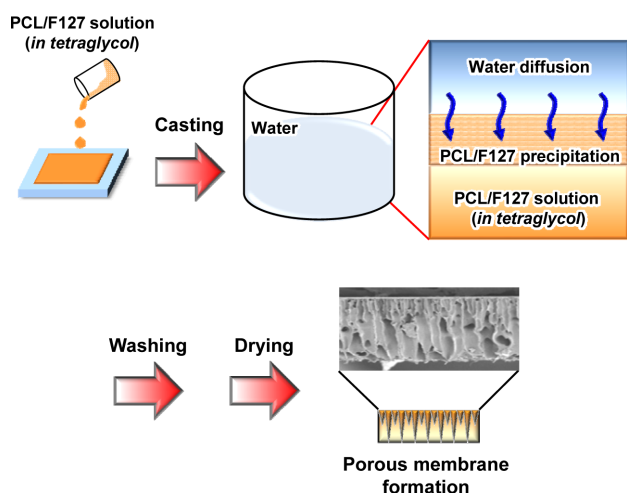 PCL/F127 solution
(in tetraglycol)
Casting
Water
Water diffusion
PCL/F127 precipitation
PCL/F127 solution
(in tetraglycol)
Washing
Drying
Porous membrane
formation